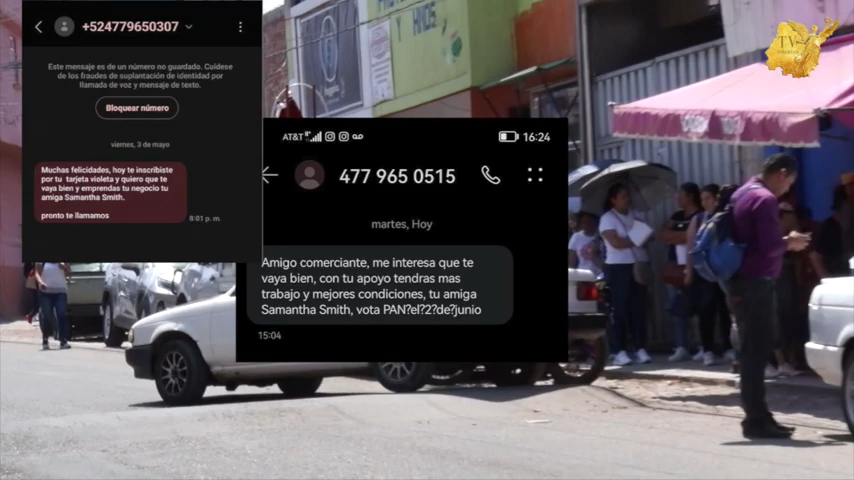 +524779650307
Este mensaje es de un número no guardado. Cuídese
de los fraudes de suplantación de identidad por
llamada de voz y mensaje de texto.
Bloquear número
viernes, 3 de mayo
Muchas felicidades, hoy te inscribiste
por tu tarjeta violeta y quiero que te
vaya bien y emprendas tu negocio tu
amiga Samantha Smith.
pronto te llamamos
8:01 p. m.
AT&T
16:24
477 965 0515
martes, Hoy
Amigo comerciante, me interesa que te
vaya bien, con tu apoyo tendras mas
trabajo y mejores condiciones, tu amiga
Samantha Smith, vota PAN?el?2?de?junio
15:04
TV